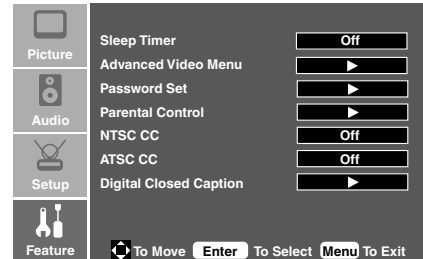 Picture
Audio
Setup
Feature
Sleep Timer Off
Advanced Video Menu
Password Set
Parental Control
NTSC CC Off
ATSC CC Off
Digital Closed Caption
To Move Enter To Select Menu To Exit